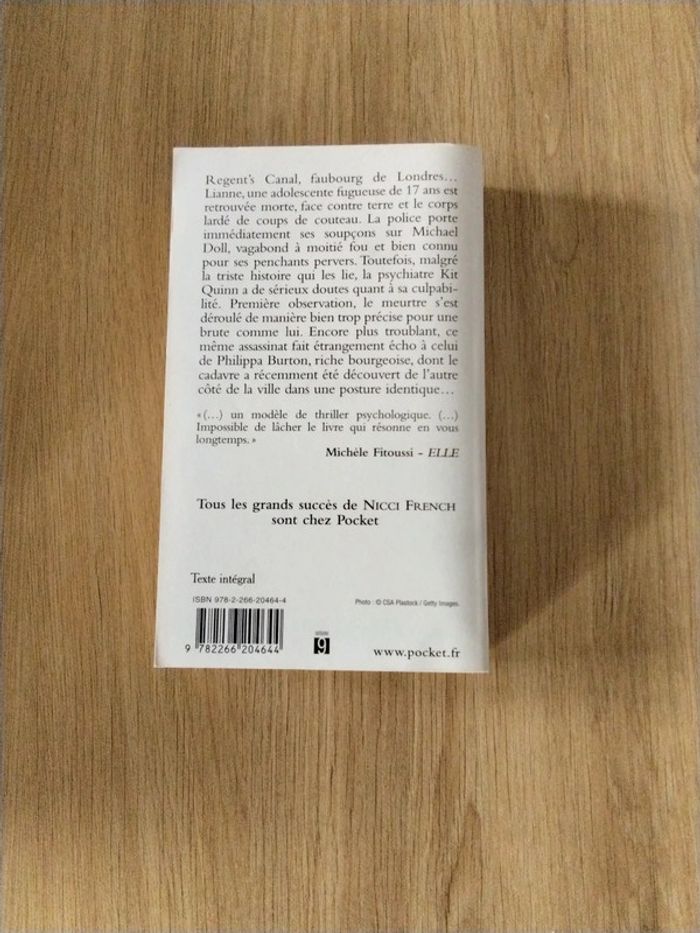 Regent's Canal, faubourg de Londres…
Lianne, une adolescente fugueuse de 17 ans est
retrouvée morte, face contre terre et le corps
lardé de coups de couteau. La police porte
immédiatement ses soupçons sur Michael
Doll, vagabond à moitié fou et bien connu
pour ses penchants pervers. Toutefois, malgré
la triste histoire qui les lie, la psychiatre Kit
Quinn a de sérieux doutes quant à sa culpabi-
lité. Première observation, le meurtre s'est
déroulé de manière bien trop précise pour une
brute comme lui. Encore plus troublant, ce
même assassinat fait étrangement écho à celui
de Philippa Burton, riche bourgeoise, dont le
cadavre a récemment été découvert de l'autre
côté de la ville dans une posture identique…
« (…) un modèle de thriller psychologique. (…)
Impossible de lâcher le livre qui résonne en vous
longtemps. »
Michèle Fitoussi – ELLE
Tous les grands succès de NICCI FRENCH
sont chez Pocket
Texte intégral
ISBN 978-2-266-20464-4
Photo : © CSA Plastock / Getty Images.
9 782266 204644
9
www.pocket.fr